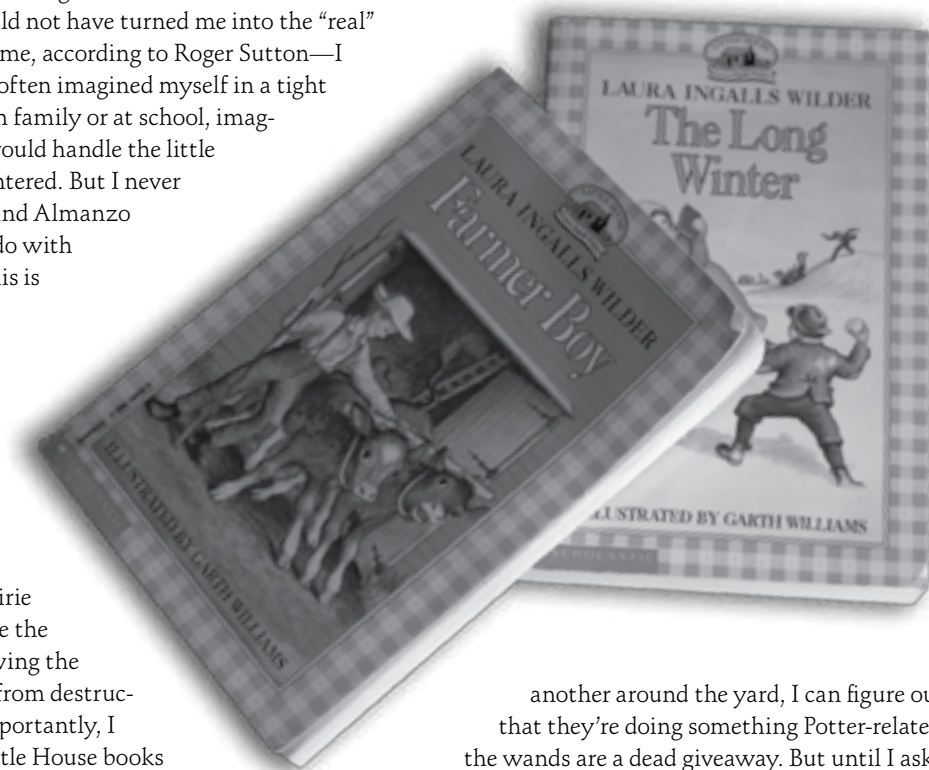 ld not have turned me into the “real”
me, according to Roger Sutton—I
often imagined myself in a tight
n family or at school, imag-
ould handle the little
ntered. But I never
nd Almanzo
do with
is is
LAURA INGALLS WILDER
Farmer Boy
ILLUSTRATED BY GARTH WILLIAMS
LAURA INGALLS WILDER
The Long
Winter
LUSTRATED BY GARTH WILLIAMS
SCHOLASTIC
irie
e the
ving the
from destruc-
portantly, I
tle House books
another around the yard, I can figure ou
that they’re doing something Potter-relate
the wands are a dead giveaway. But until I ask